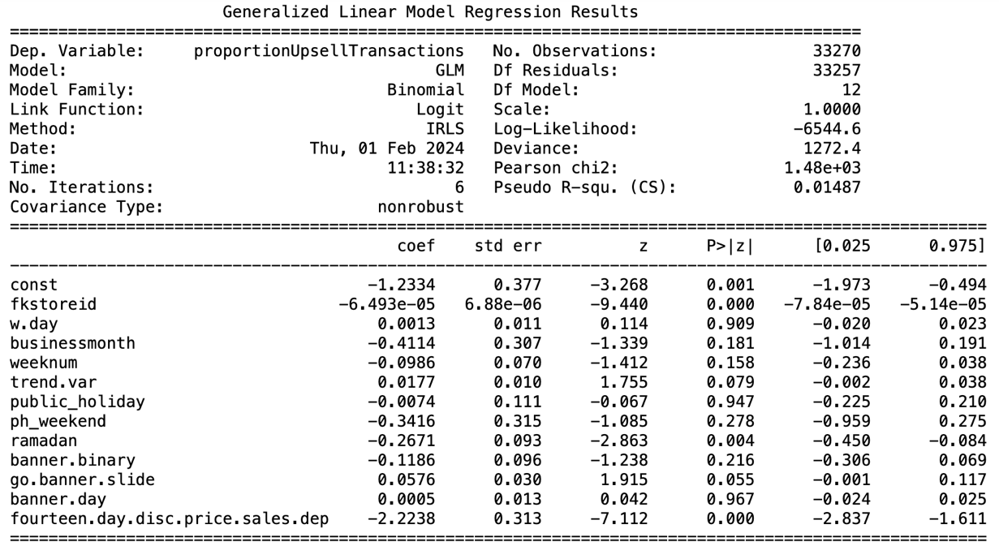 Generalized Linear Model Regression Results
==============================================================================
Dep. Variable: proportionUpsellTransactions No. Observations: 33270
Model: GLM Df Residuals: 33257
Model Family: Binomial Df Model: 12
Link Function: Logit Scale: 1.0000
Method: IRLS Log-Likelihood: -6544.6
Date: Thu, 01 Feb 2024 Deviance: 1272.4
Time: 11:38:32 Pearson chi2: 1.48e+03
No. Iterations: 6 Pseudo R-squ. (CS): 0.01487
Covariance Type: nonrobust
==============================================================================
coef std err z P>|z| [0.025 0.975]
------------------------------------------------------------------------------
const -1.2334 0.377 -3.268 0.001 -1.973 -0.494
fkstoreid -6.493e-05 6.88e-06 -9.440 0.000 -7.84e-05 -5.14e-05
w.day 0.0013 0.011 0.114 0.909 -0.020 0.023
businessmonth -0.4114 0.307 -1.339 0.181 -1.014 0.191
weeknum -0.0986 0.070 -1.412 0.158 -0.236 0.038
trend.var 0.0177 0.010 1.755 0.079 -0.002 0.038
public_holiday -0.0074 0.111 -0.067 0.947 -0.225 0.210
ph_weekend -0.3416 0.315 -1.085 0.278 -0.959 0.275
ramadan -0.2671 0.093 -2.863 0.004 -0.450 -0.084
banner.binary -0.1186 0.096 -1.238 0.216 -0.306 0.069
go.banner.slide 0.0576 0.030 1.915 0.055 -0.001 0.117
banner.day 0.0005 0.013 0.042 0.967 -0.024 0.025
fourteen.day.disc.price.sales.dep -2.2238 0.313 -7.112 0.000 -2.837 -1.611
==============================================================================